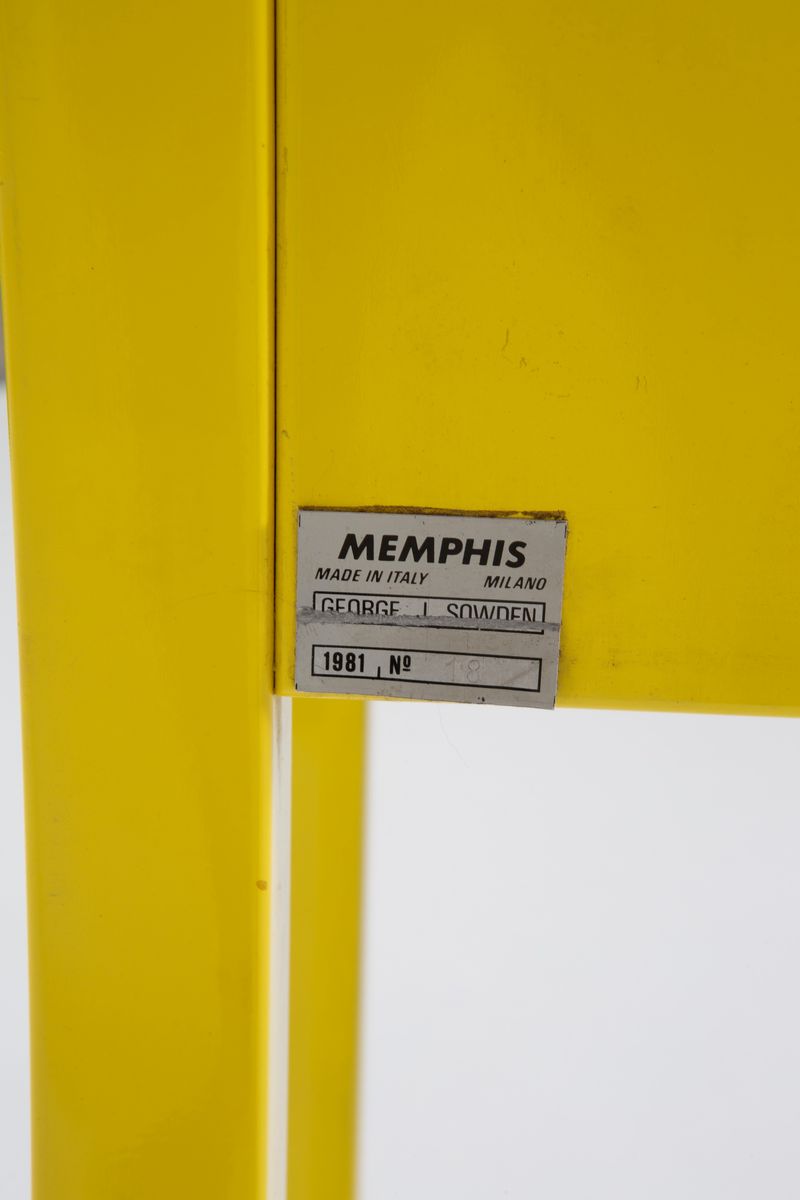 MEMPHIS
MADE IN ITALY MILANO
GEORGE J. SOWDEN
1981 Nº 18